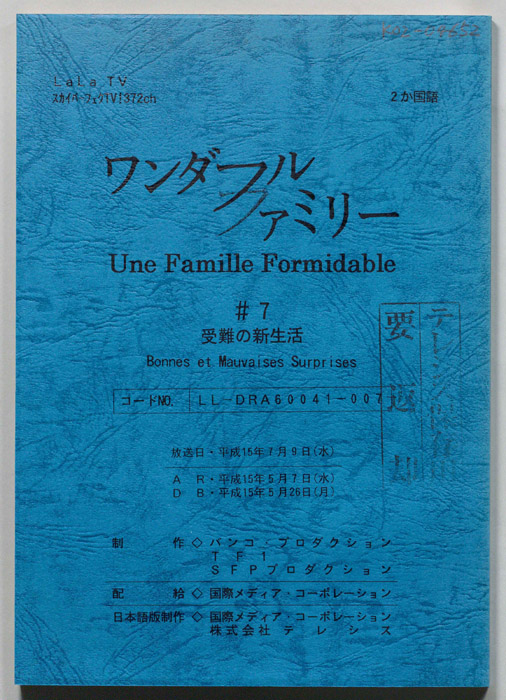 LaLa TV
スカイパーフェクTV!372ch
2か国語
ワンダフル
ファミリー
Une Famille Formidable
#7
受難の新生活
Bonnes et Mauvaises Surprises
コードNO. LL-DRA60041-007
放送日・平成15年7月9日(水)
A R・平成15年5月7日(水)
D B・平成15年5月26日(月)
制 作◇バンコ・プロダクション
TF1
SFPプロダクション
配 給◇国際メディア・コーポレーション
日本語版制作◇国際メディア・コーポレーション
株式会社テレシス
要返却